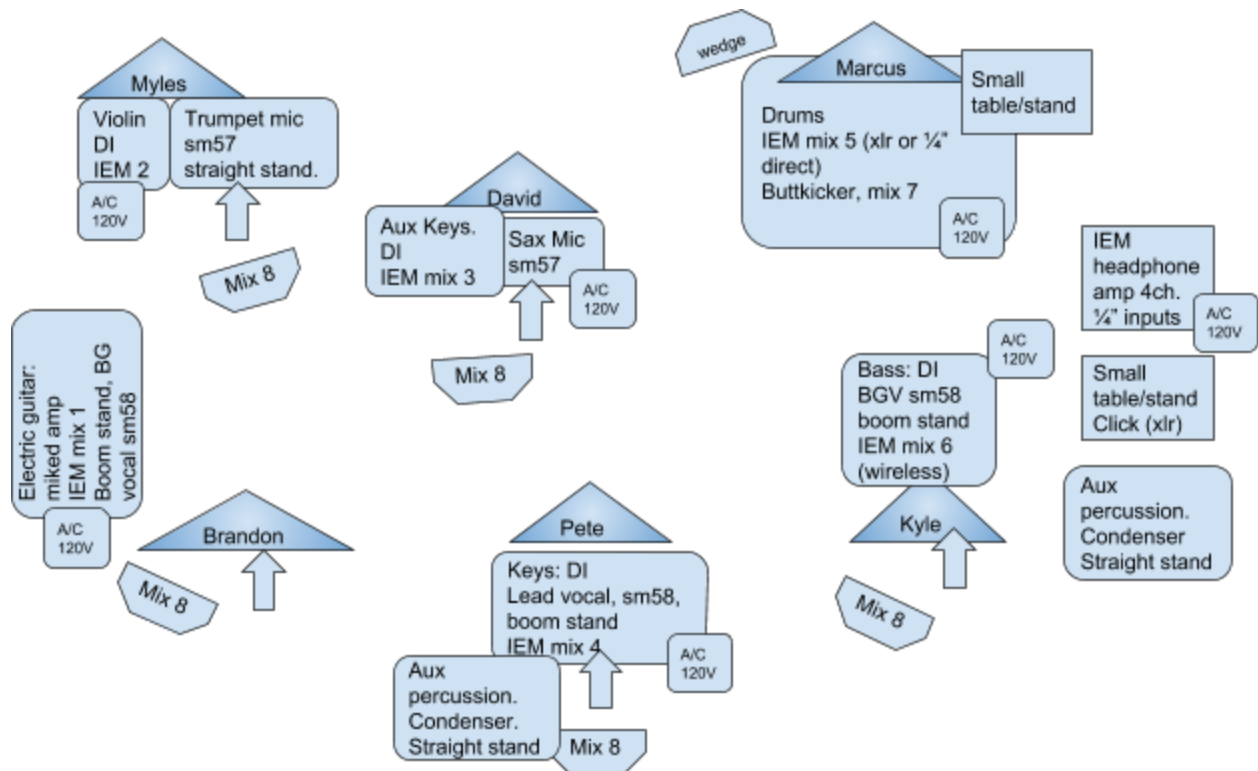 wedge
Myles
Marcus
Violin
DI
IEM 2
Trumpet mic
sm57
straight stand.
Small
table/stand
Drums
IEM mix 5 (xlr or ¼”
direct)
Buttkicker, mix 7
A/C
120V
David
A/C
120V
Aux Keys.
DI
IEM mix 3
Sax Mic
sm57
A/C
120V
Mix 8
IEM
headphone
amp 4ch.
¼” inputs
A/C
120V
Mix 8
Electric guitar:
miked amp
IEM mix 1
Boom stand, BG
vocal sm58
A/C
120V
Bass: DI
BGV sm58
boom stand
IEM mix 6
(wireless)
A/C
120V
Small
table/stand
Click (xlr)
Brandon
Pete
Kyle
Aux
percussion.
Condenser
Straight stand
Mix 8
Keys: DI
Lead vocal, sm58,
boom stand
IEM mix 4
A/C
120V
Mix 8
Aux
percussion.
Condenser.
Straight stand
Mix 8